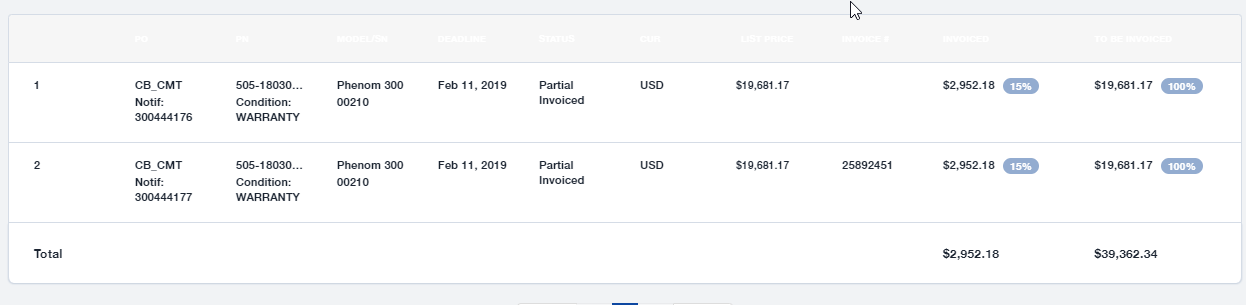 PO PN MODEL/SN DEADLINE STATUS CUR. LIST PRICE INVOICE # INVOICED TO BE INVOICED
1 CB_CMT 505-18030... Phenom 300 Feb 11, 2019 Partial USD $19,681.17 $2,952.18 15% $19,681.17 100%
Notif: Condition: 00210 Invoiced
300444176 WARRANTY
2 CB_CMT 505-18030... Phenom 300 Feb 11, 2019 Partial USD $19,681.17 25892451 $2,952.18 15% $19,681.17 100%
Notif: Condition: 00210 Invoiced
300444177 WARRANTY
Total $2,952.18 $39,362.34